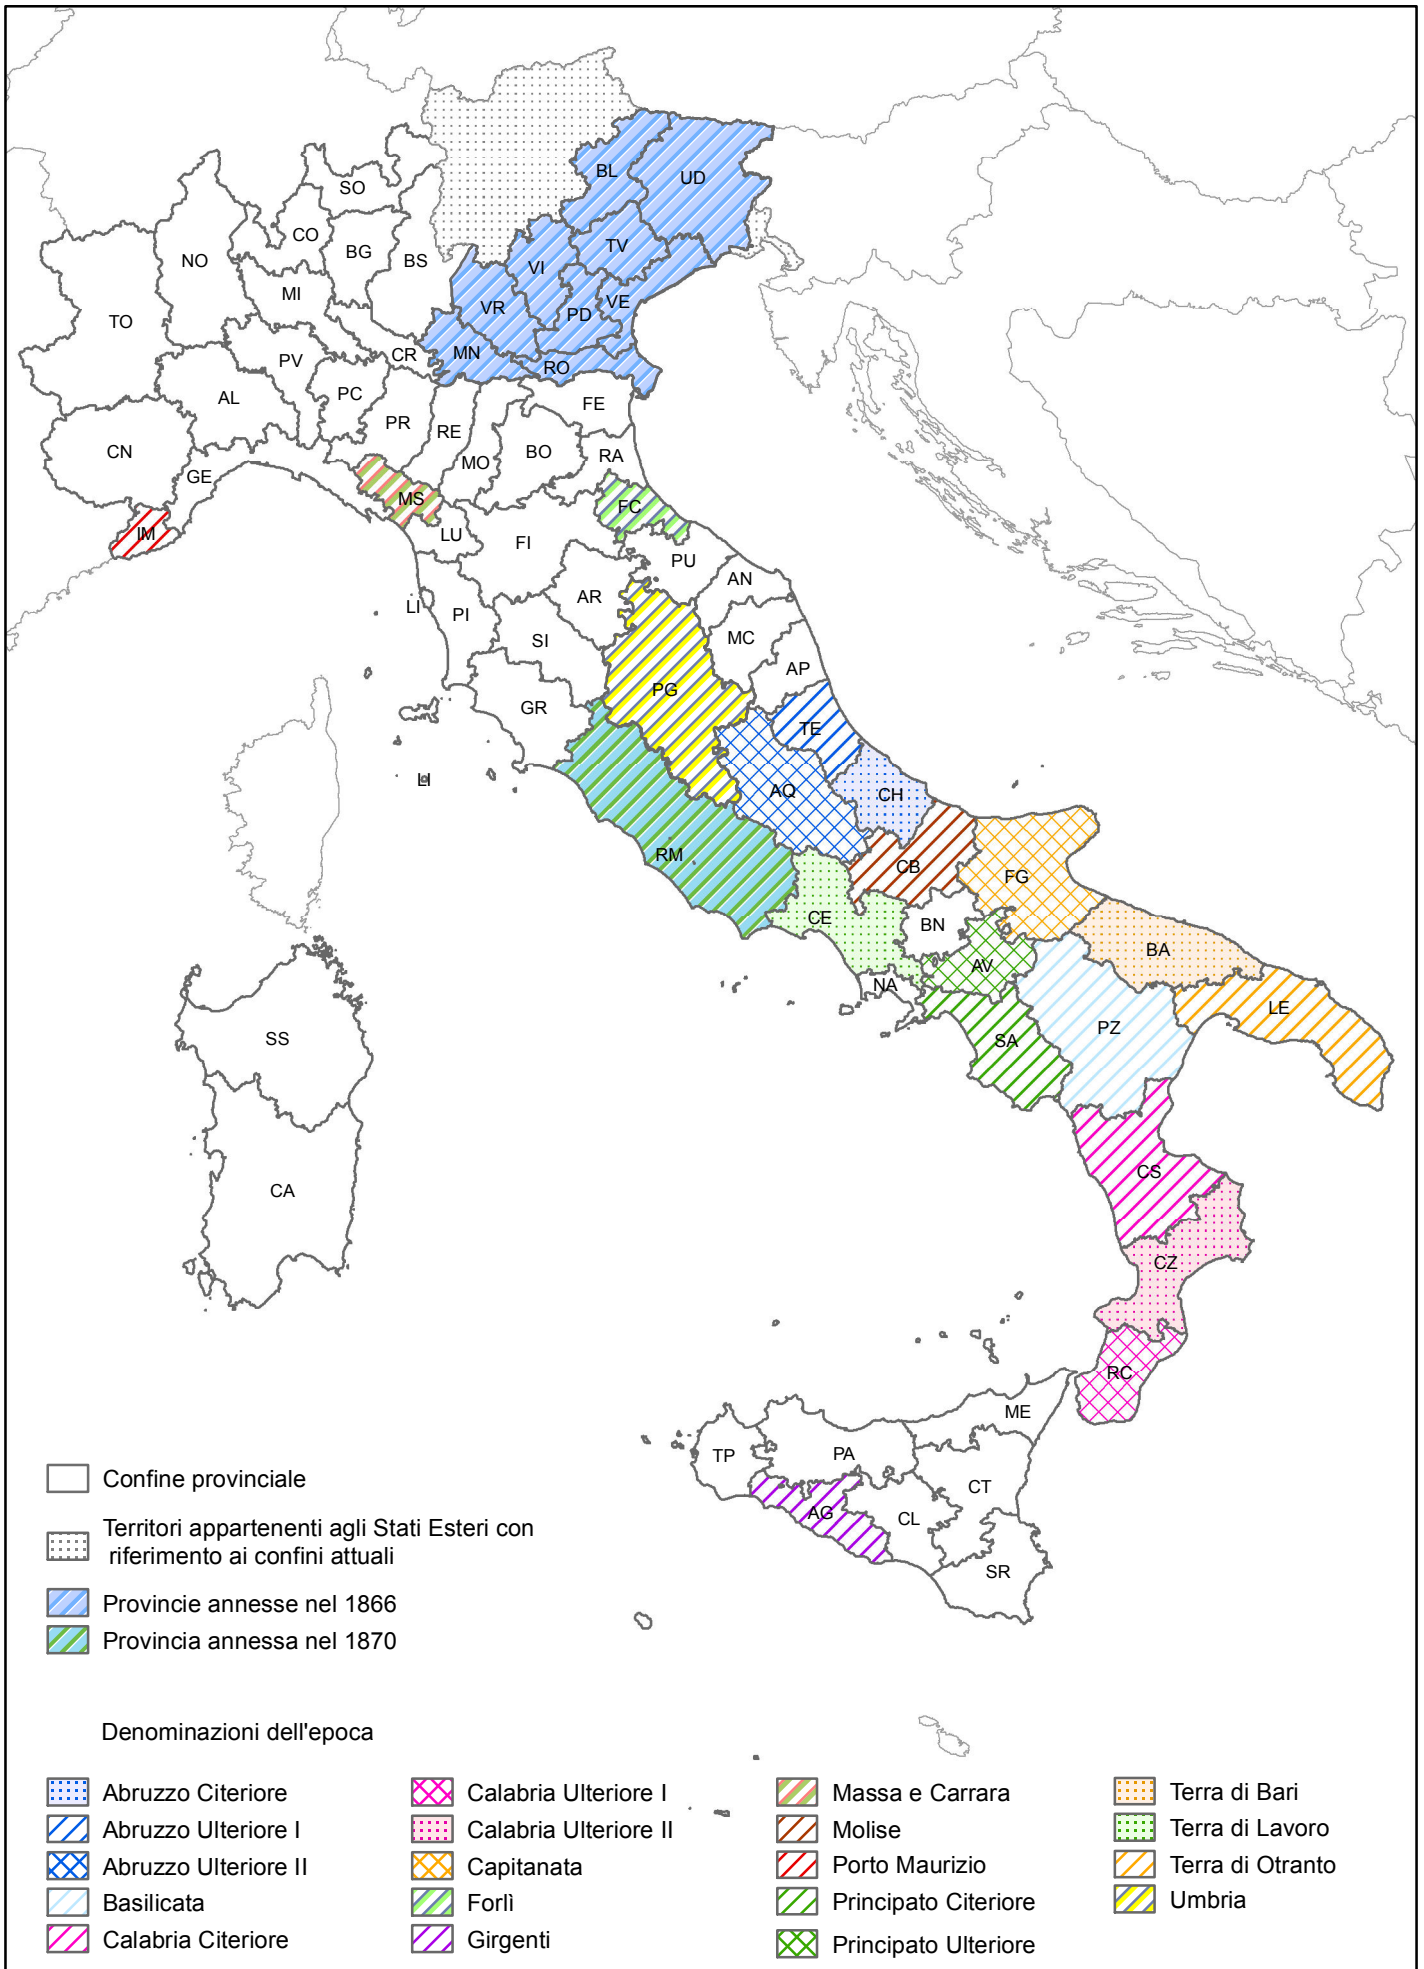 BL
UD
SO
CO
BG
BS
NO
TV
VI
MI
VR
PD
VE
TO
PV
CR
MN
RO
PC
AL
FE
PR
RE
CN
BO
RA
MO
GE
MS
FC
IM
LU
FI
PU
AN
AR
LI
PI
SI
MC
AP
PG
GR
TE
LI
AQ
CH
RM
CB
FG
CE
BN
BA
AV
NA
LE
PZ
SS
SA
CS
CA
CZ
RC
ME
TP
PA
CT
AG
CL
SR
Confine provinciale
Territori appartenenti agli Stati Esteri con
riferimento ai confini attuali
Provincie annesse nel 1866
Provincia annessa nel 1870
Denominazioni dell'epoca
Abruzzo Citeriore
Abruzzo Ulteriore I
Abruzzo Ulteriore II
Basilicata
Calabria Citeriore
Calabria Ulteriore I
Calabria Ulteriore II
Capitanata
Forlì
Girgenti
Massa e Carrara
Molise
Porto Maurizio
Principato Citeriore
Principato Ulteriore
Terra di Bari
Terra di Lavoro
Terra di Otranto
Umbria